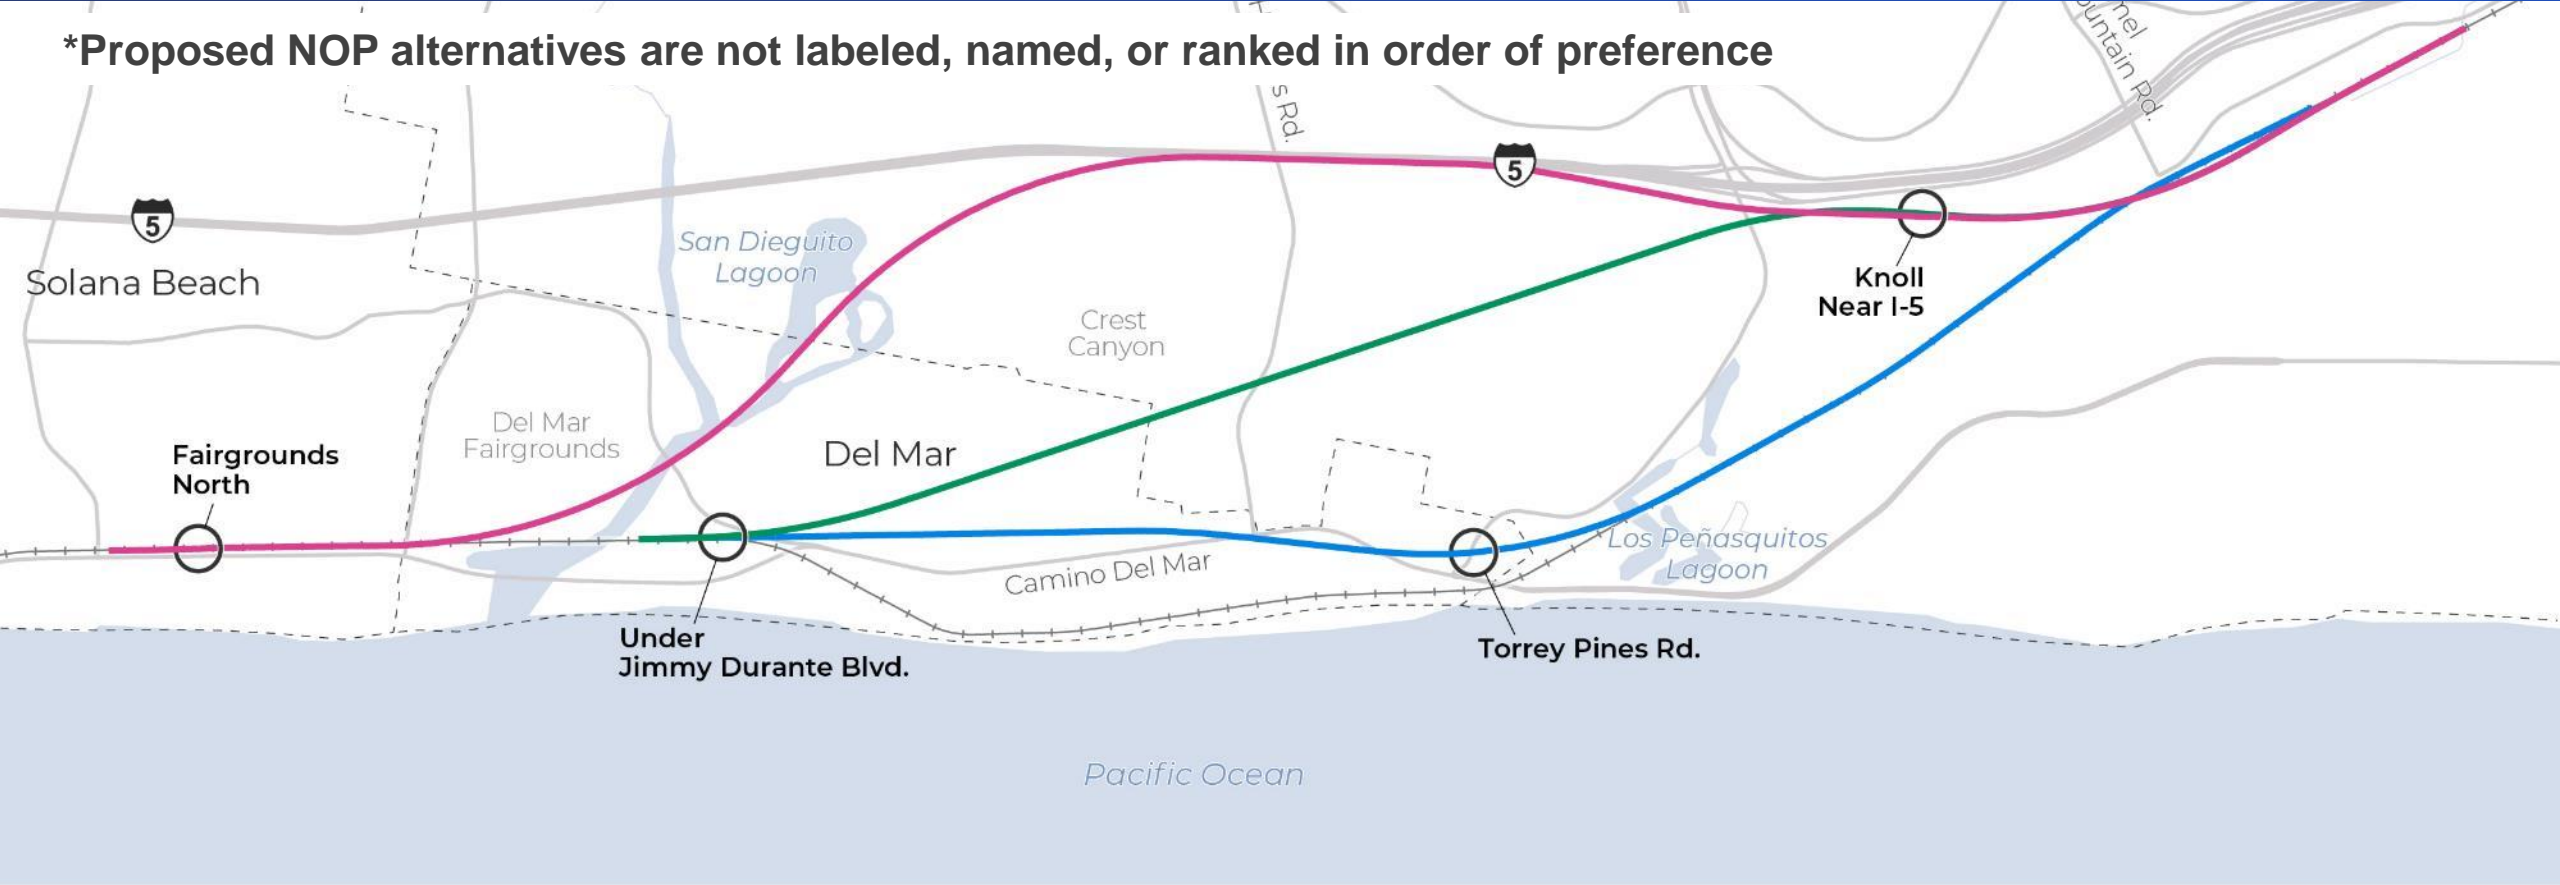 *Proposed NOP alternatives are not labeled, named, or ranked in order of preference
s Rd.
5
5
Solana Beach
San Dieguito
Lagoon
Knoll
Near I-5
Crest
Canyon
Del Mar
Fairgrounds
Del Mar
Fairgrounds
North
Camino Del Mar
Los Peñasquitos
Lagoon
Under
Jimmy Durante Blvd.
Torrey Pines Rd.
Pacific Ocean